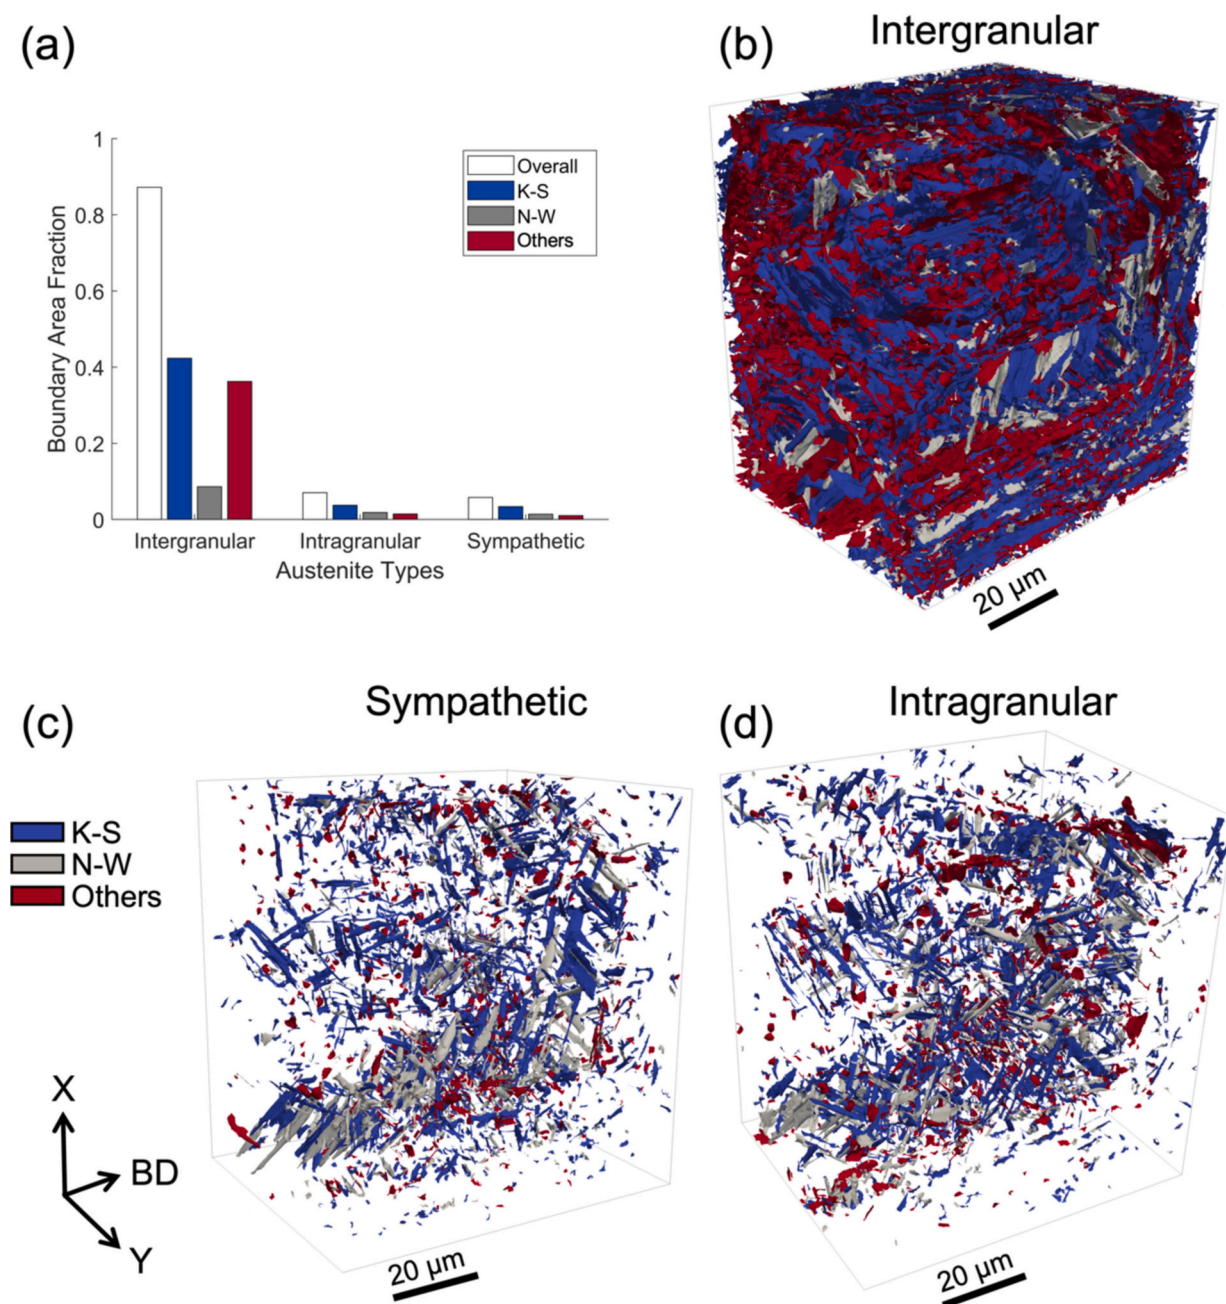 (a)
1
0.8
0.6
0.4
0.2
0
Boundary Area Fraction
Overall
K-S
N-W
Others
Intergranular
Intragranular
Sympathetic
Austenite Types
(b)
Intergranular
20 μm
(c)
Sympathetic
K-S
N-W
Others
X
BD
Y
20 μm
(d)
Intragranular
20 μm